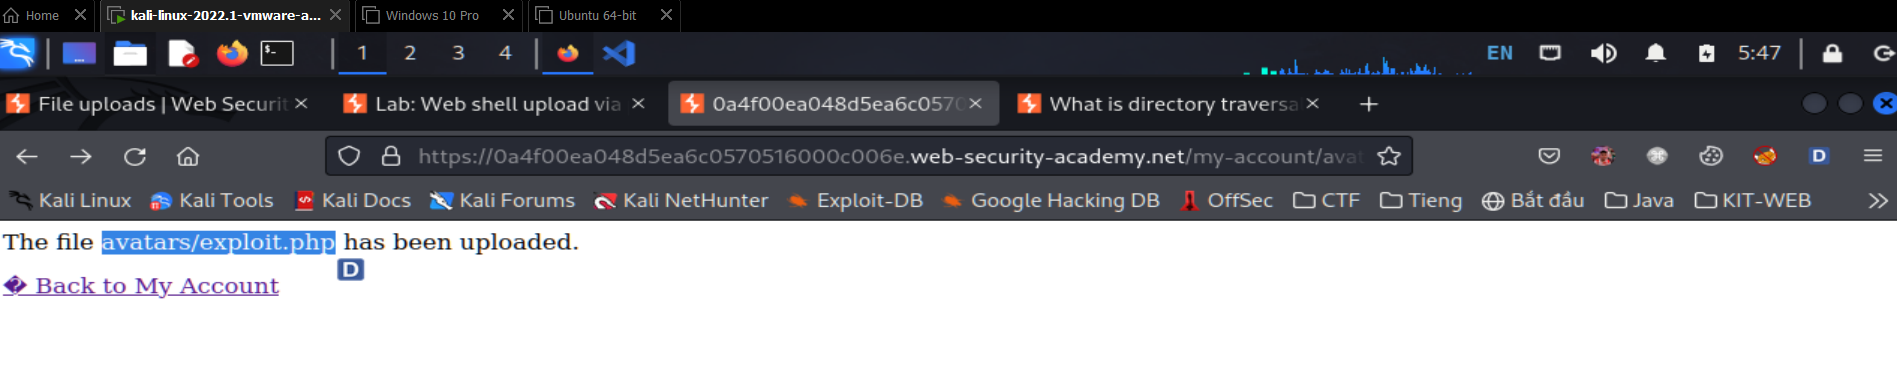 Home kali-linux-2022.1-vmware-a... Windows 10 Pro Ubuntu 64-bit
1 2 3 4 EN 5:47
File uploads | Web Securit Lab: Web shell upload via 0a4f00ea048d5ea6c0570 What is directory traversa
https://0a4f00ea048d5ea6c0570516000c006e.web-security-academy.net/my-account/avat
Kali Linux Kali Tools Kali Docs Kali Forums Kali NetHunter Exploit-DB Google Hacking DB OffSec CTF Tieng Bắt đầu Java KIT-WEB
The file avatars/exploit.php has been uploaded.
D
� Back to My Account